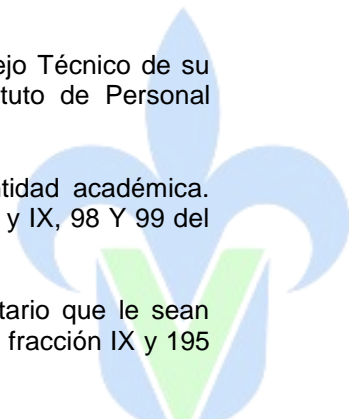 ejo Técnico de su
tuto de Personal
tidad académica.
y IX, 98 Y 99 del
tario que le sean
fracción IX y 195